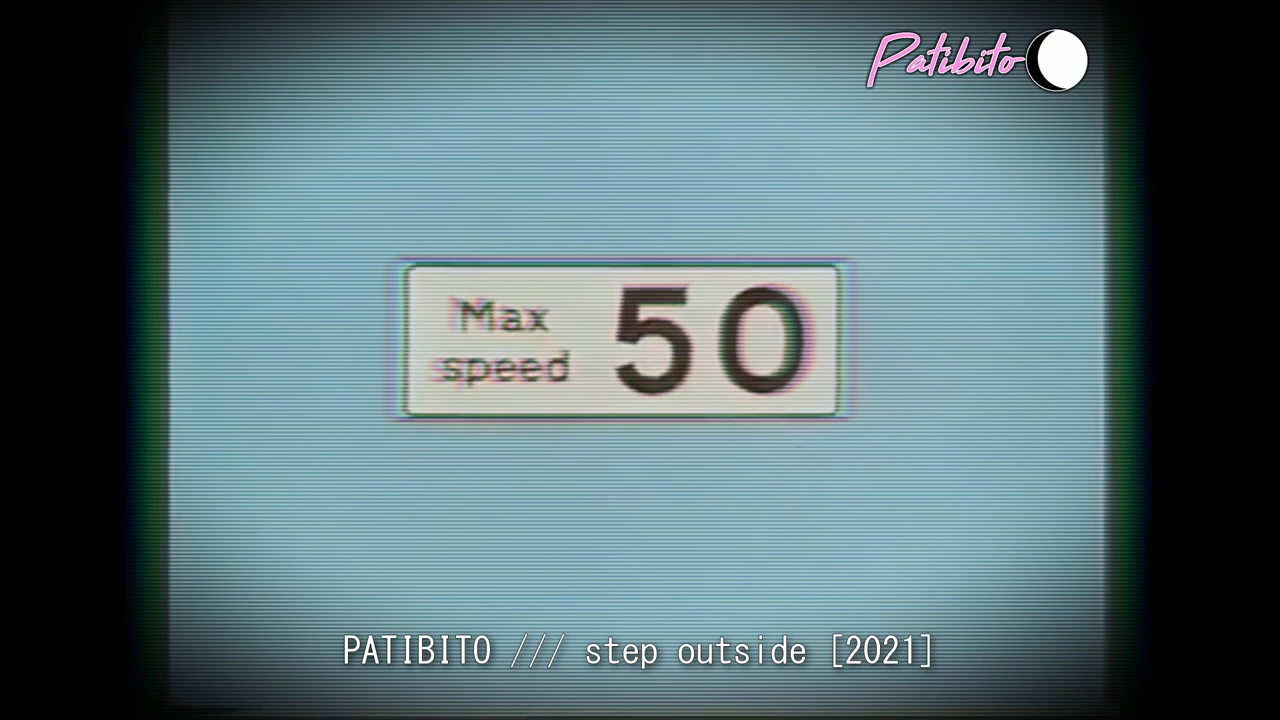 Patibito
Max
speed
50
PATIBITO /// step outside [2021]